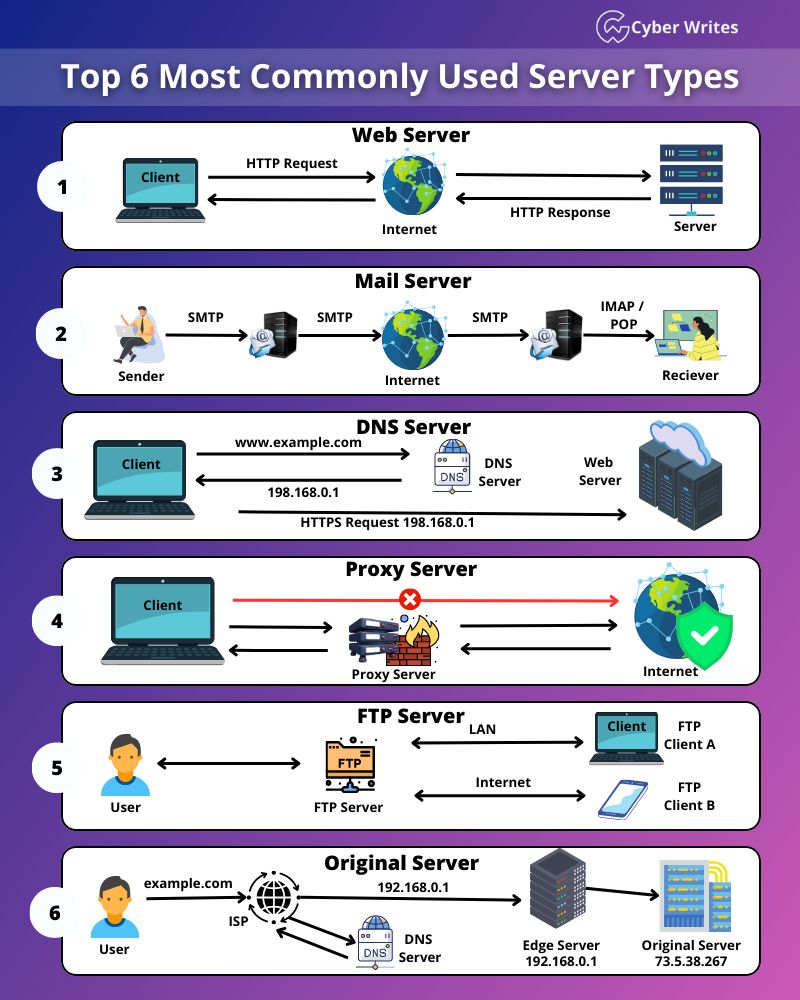 Cyber Writes
Top 6 Most Commonly Used Server Types
1
Web Server
Client
HTTP Request
Internet
HTTP Response
Server
2
Mail Server
Sender
SMTP
@
SMTP
Internet
SMTP
@
IMAP /
POP
Reciever
3
DNS Server
Client
www.example.com
198.168.0.1
DNS
DNS
Server
Web
Server
HTTPS Request 198.168.0.1
4
Proxy Server
Client
Proxy Server
Internet
5
FTP Server
User
FTP
FTP Server
LAN
Client
FTP
Client A
Internet
FTP
Client B
6
Original Server
User
example.com
ISP
192.168.0.1
DNS
DNS
Server
Edge Server
192.168.0.1
Original Server
73.5.38.267